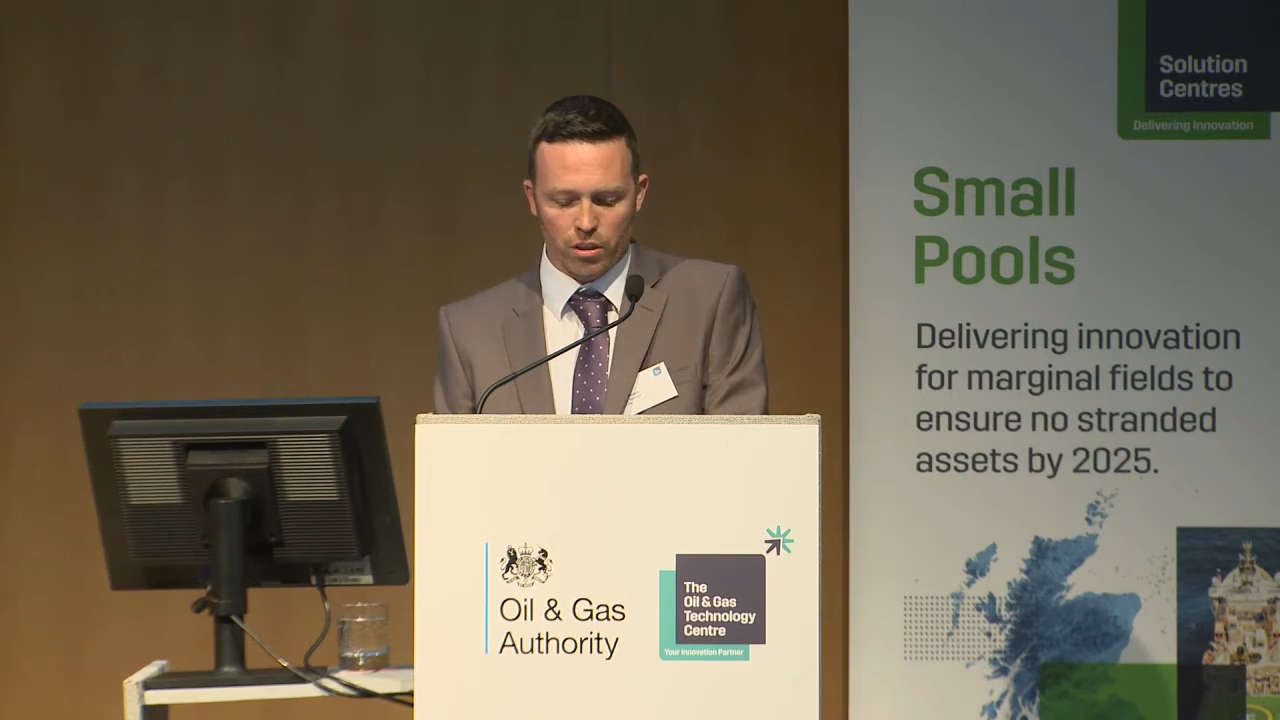 Solution
Centres
Delivering Innovation
Small
Pools
Delivering innovation
for marginal fields to
ensure no stranded
assets by 2025.
Oil & Gas
Authority
The
Oil & Gas
Technology
Centre
Your Innovation Partner